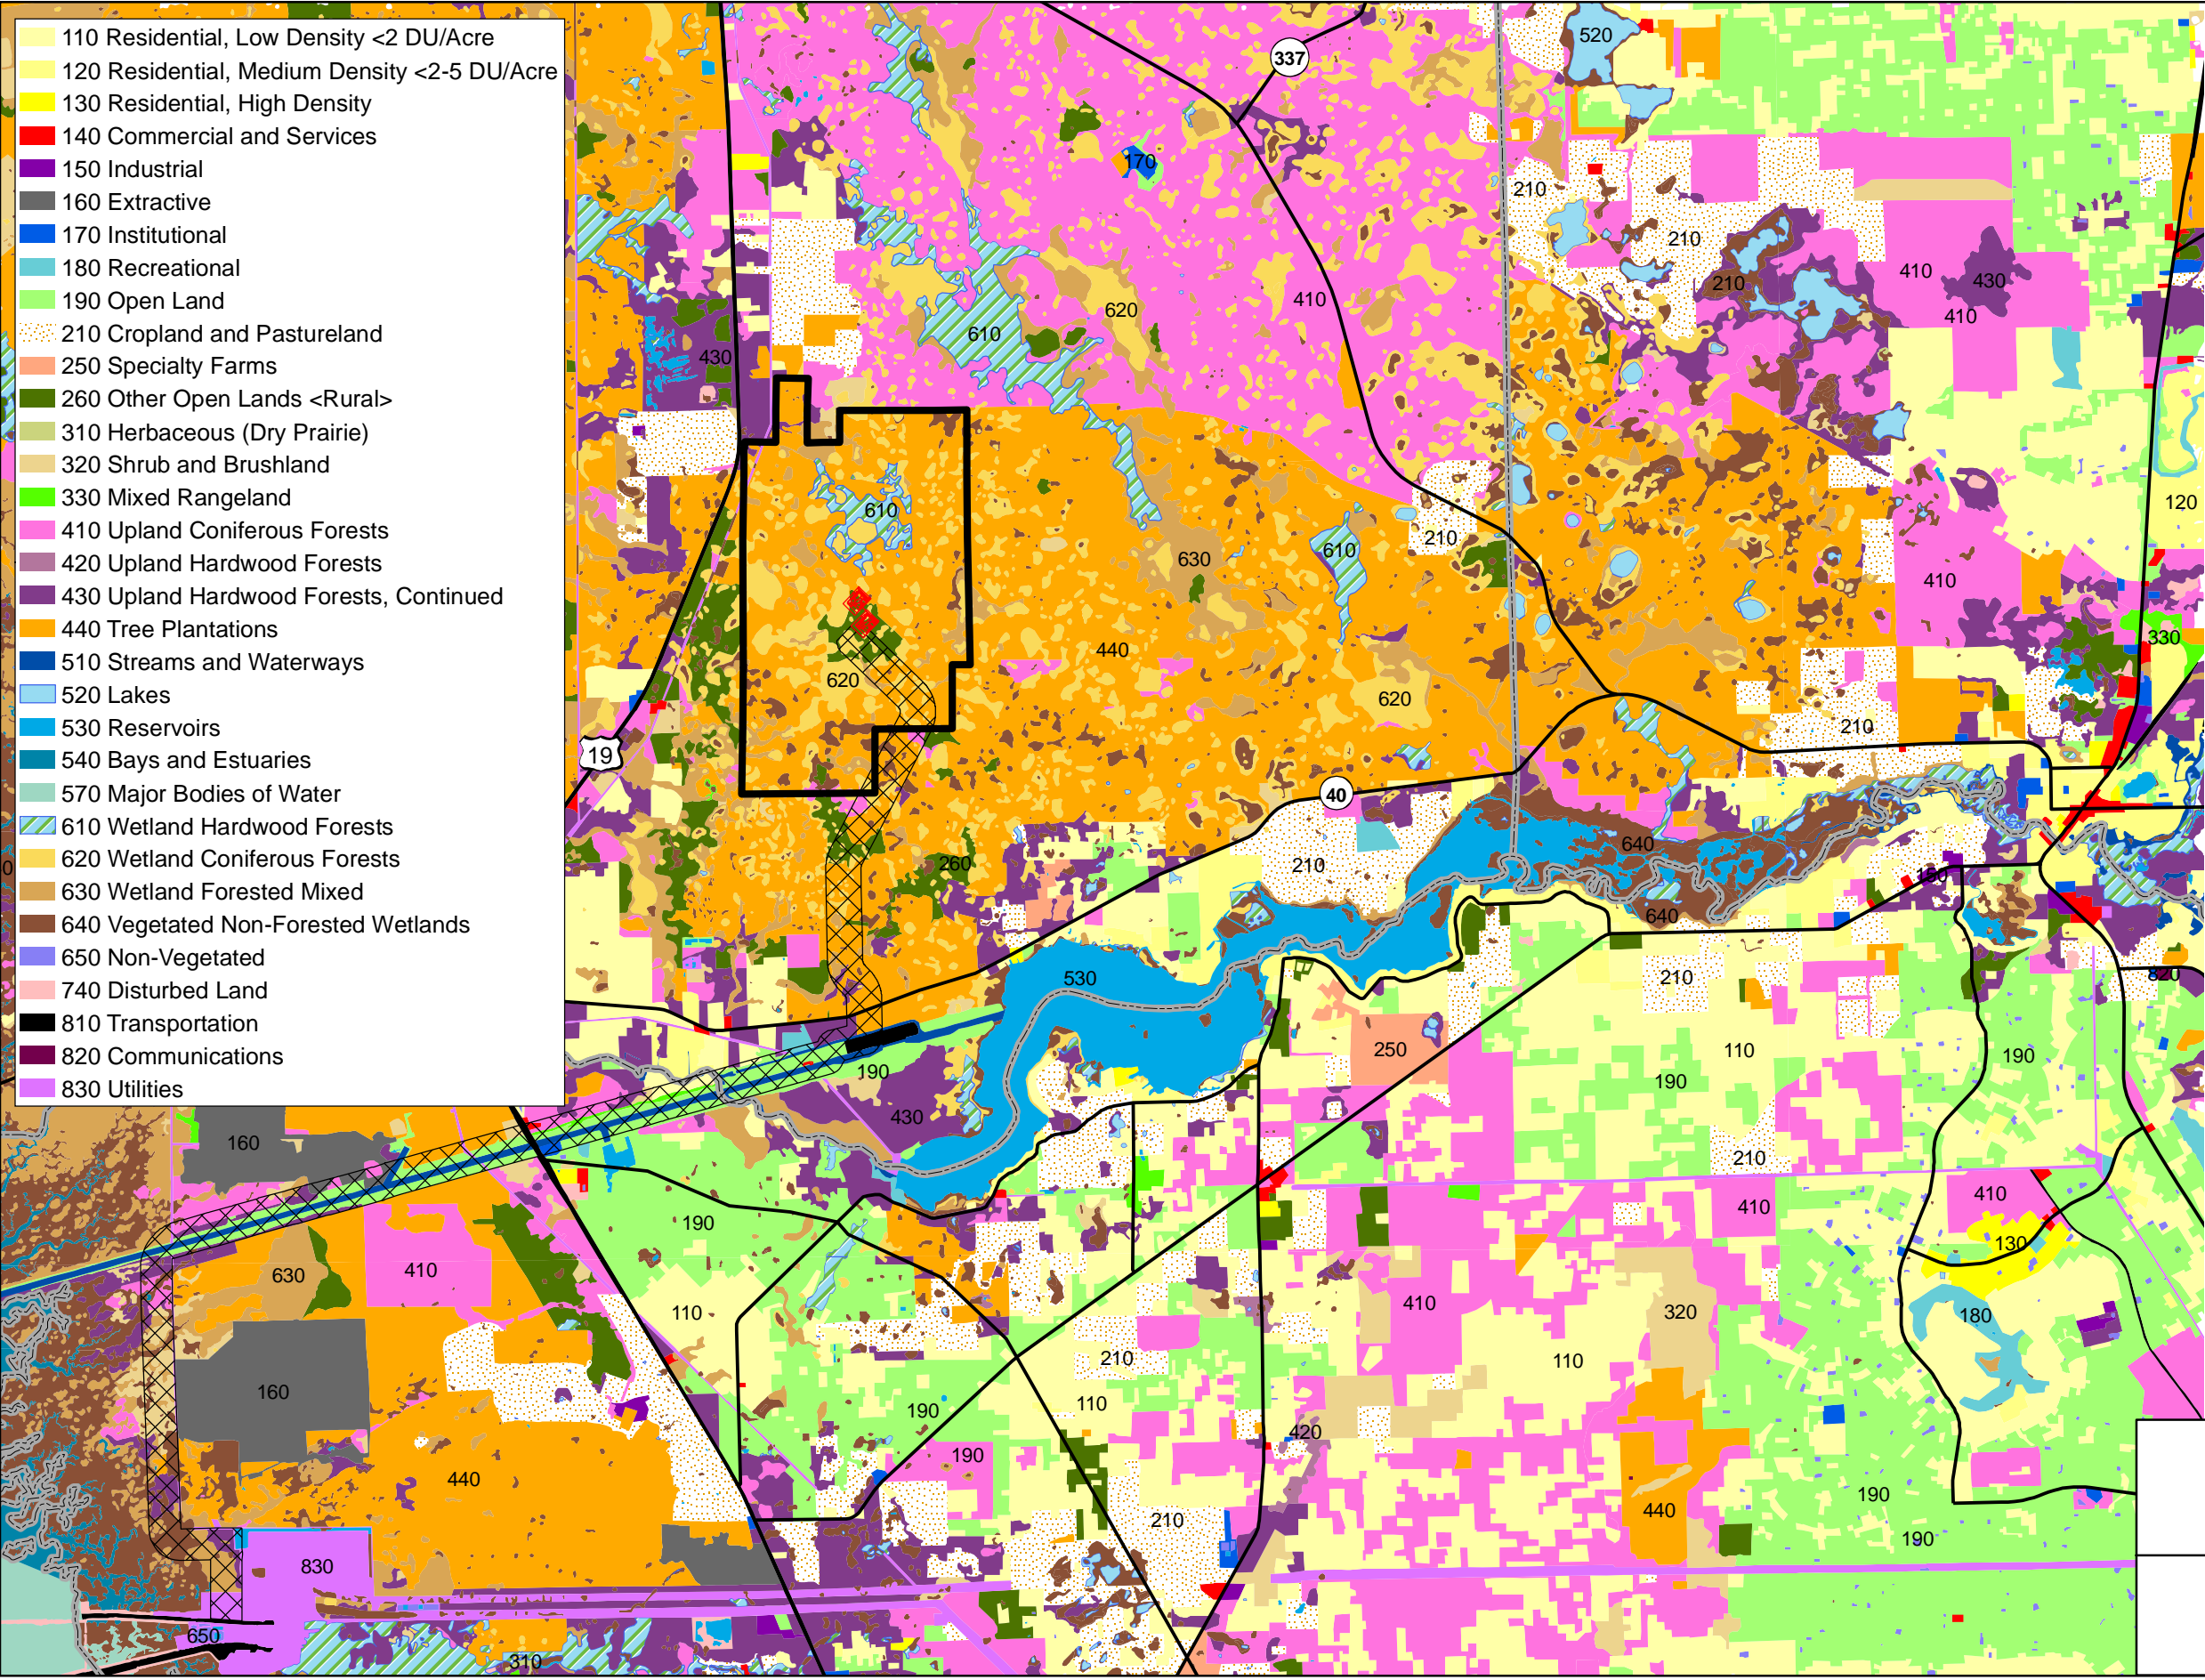 110 Residential, Low Density <2 DU/Acre
120 Residential, Medium Density <2-5 DU/Acre
130 Residential, High Density
140 Commercial and Services
150 Industrial
160 Extractive
170 Institutional
180 Recreational
190 Open Land
210 Cropland and Pastureland
250 Specialty Farms
260 Other Open Lands <Rural>
310 Herbaceous (Dry Prairie)
320 Shrub and Brushland
330 Mixed Rangeland
410 Upland Coniferous Forests
420 Upland Hardwood Forests
430 Upland Hardwood Forests, Continued
440 Tree Plantations
510 Streams and Waterways
520 Lakes
530 Reservoirs
540 Bays and Estuaries
570 Major Bodies of Water
610 Wetland Hardwood Forests
620 Wetland Coniferous Forests
630 Wetland Forested Mixed
640 Vegetated Non-Forested Wetlands
650 Non-Vegetated
740 Disturbed Land
810 Transportation
820 Communications
830 Utilities
520
337
170
210
210
410
430
210
410
620
410
610
430
120
610
210
610
630
410
330
440
620
620
210
19
40
640
260
210
150
640
820
530
210
250
110
190
190
190
430
160
210
410
410
190
130
630
410
110
410
320
180
210
110
160
110
190
420
190
440
190
440
210
190
830
650
310